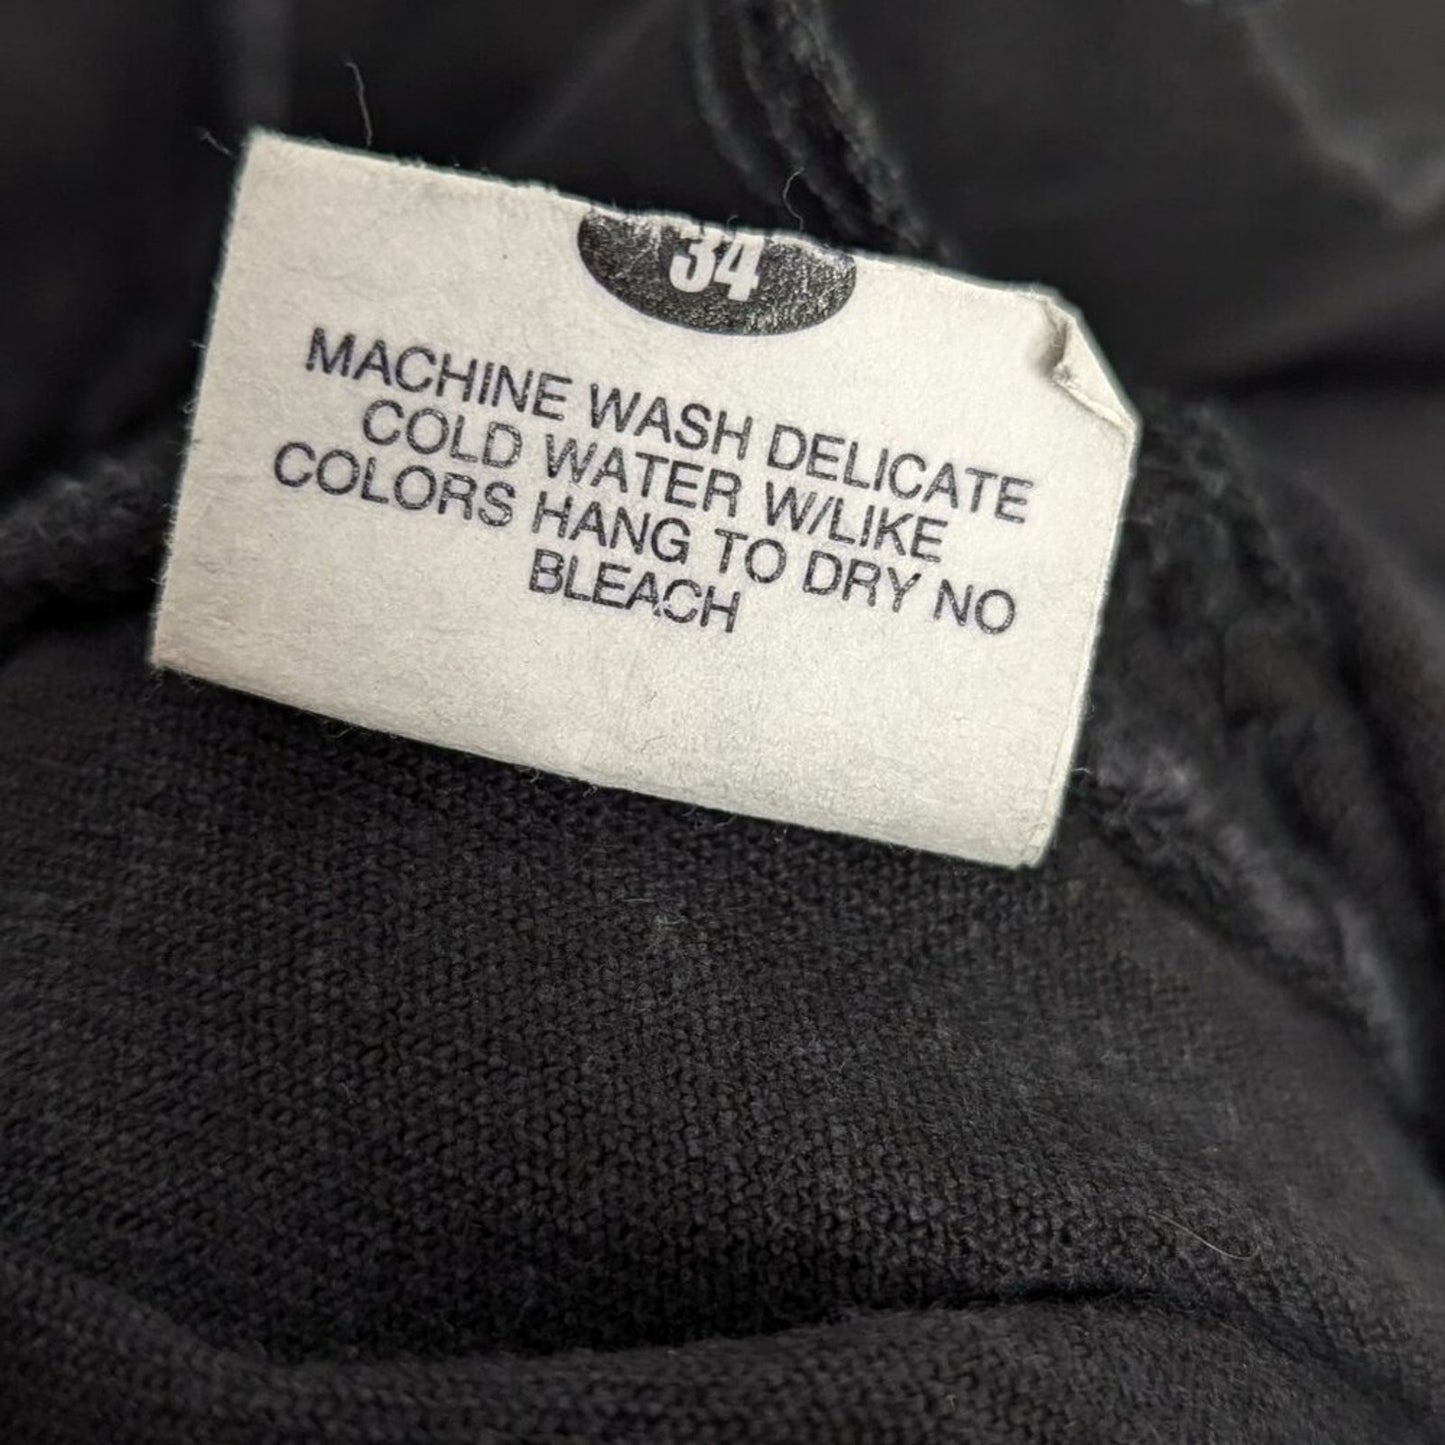 34
MACHINE WASH DELICATE
COLD WATER W/LIKE
COLORS HANG TO DRY NO
BLEACH